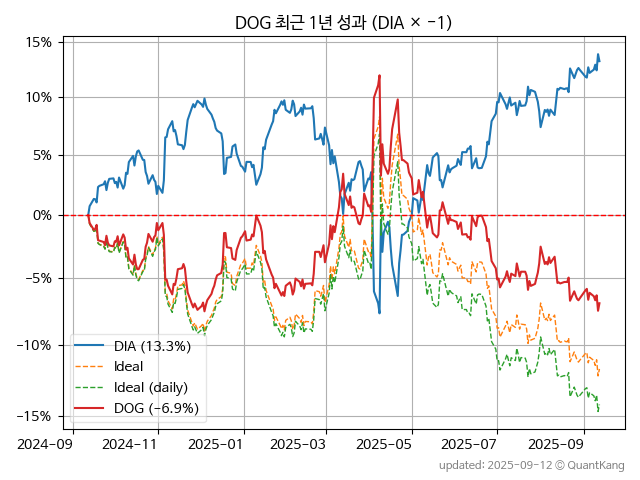 DOG 최근 1년 성과 (DIA × −1)
15%
10%
5%
0%
−5%
−10%
−15%
DIA (13.3%)
Ideal
Ideal (daily)
DOG (−6.9%)
2024-09 2024-11 2025-01 2025-03 2025-05 2025-07 2025-09
updated: 2025-09-12 © QuantKang